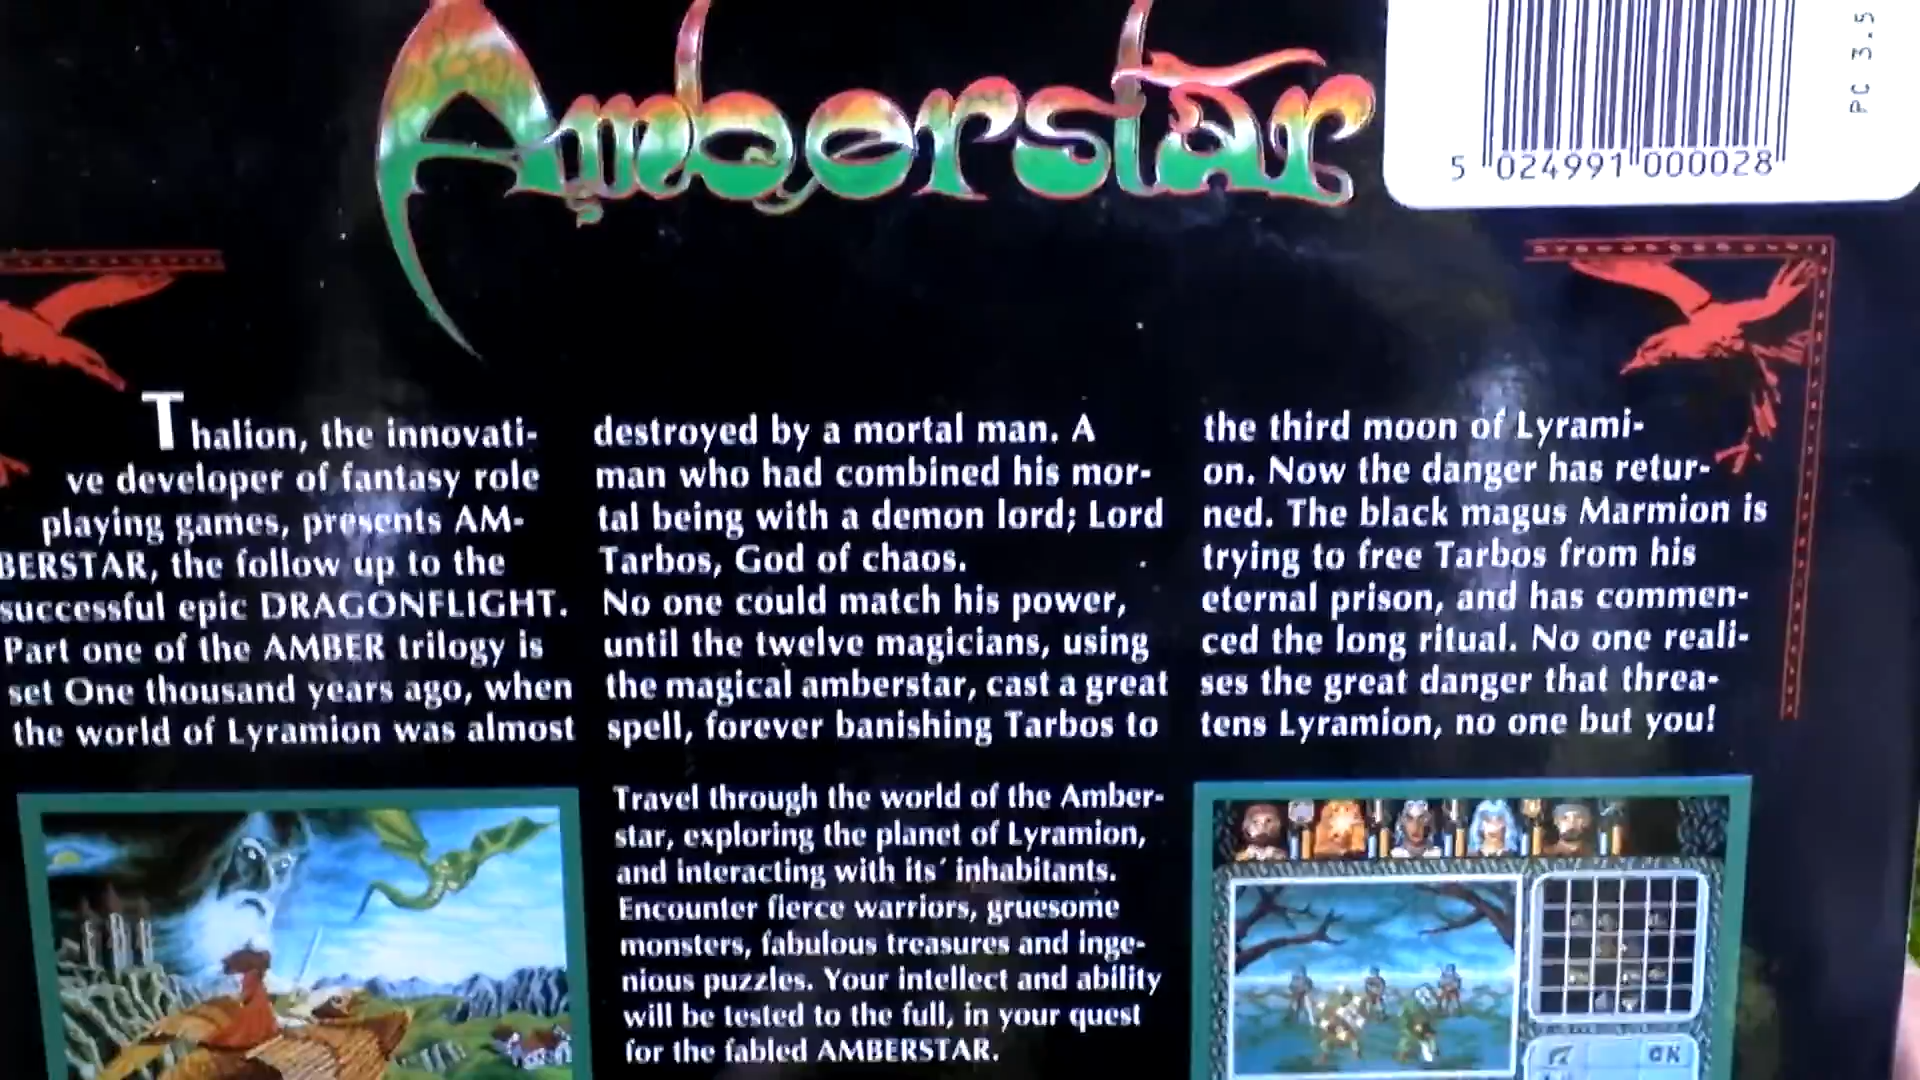 Amberstar
PC 3.5
5 024991 000028
Thalion, the innovati-
ve developer of fantasy role
playing games, presents AM-
BERSTAR, the follow up to the
successful epic DRAGONFLIGHT.
Part one of the AMBER trilogy is
set One thousand years ago, when
the world of Lyramion was almost
destroyed by a mortal man. A
man who had combined his mor-
tal being with a demon lord; Lord
Tarbos, God of chaos.
No one could match his power,
until the twelve magicians, using
the magical amberstar, cast a great
spell, forever banishing Tarbos to
the third moon of Lyrami-
on. Now the danger has retur-
ned. The black magus Marmion is
trying to free Tarbos from his
eternal prison, and has commen-
ced the long ritual. No one reali-
ses the great danger that threa-
tens Lyramion, no one but you!
Travel through the world of the Amber-
star, exploring the planet of Lyramion,
and interacting with its' inhabitants.
Encounter fierce warriors, gruesome
monsters, fabulous treasures and inge-
nious puzzles. Your intellect and ability
will be tested to the full, in your quest
for the fabled AMBERSTAR.
OK